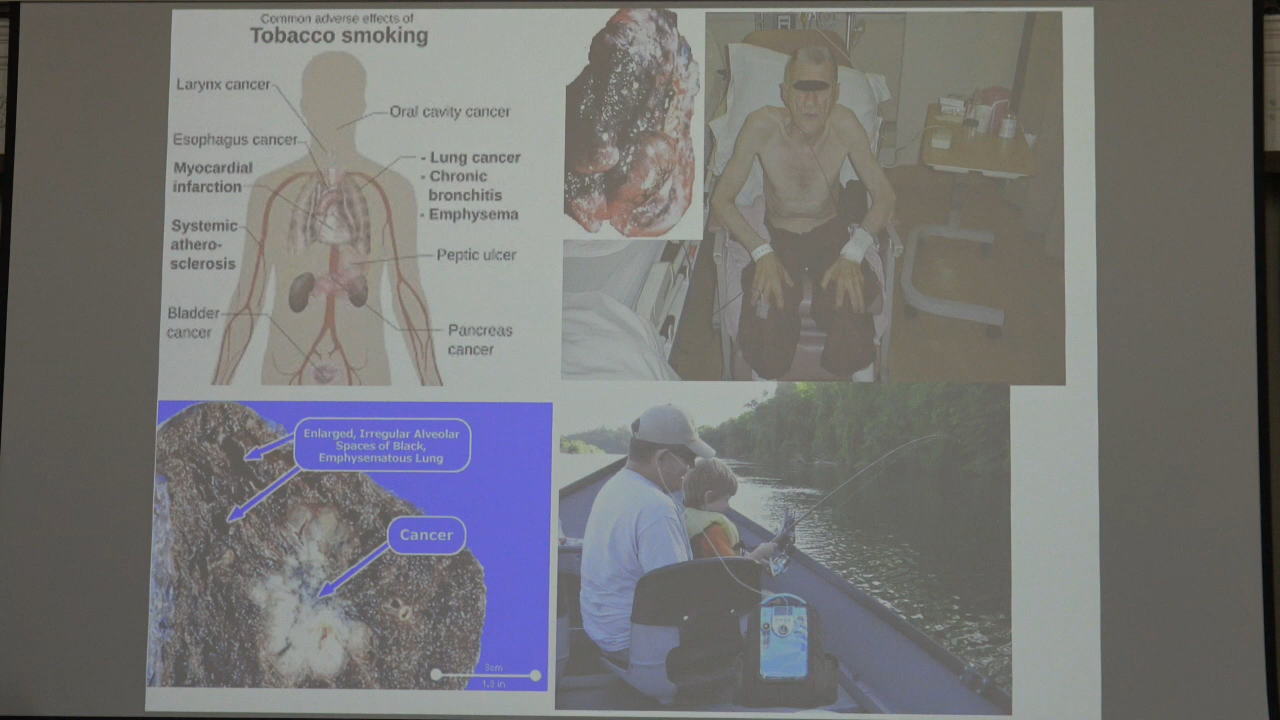 Common adverse effects of
Tobacco smoking
Larynx cancer
Oral cavity cancer
Esophagus cancer
Myocardial
infarction
- Lung cancer
- Chronic
bronchitis
- Emphysema
Systemic
athero-
sclerosis
Peptic ulcer
Bladder
cancer
Pancreas
cancer
Enlarged, Irregular Alveolar
Spaces of Black,
Emphysematous Lung
Cancer
3cm
1.3 in